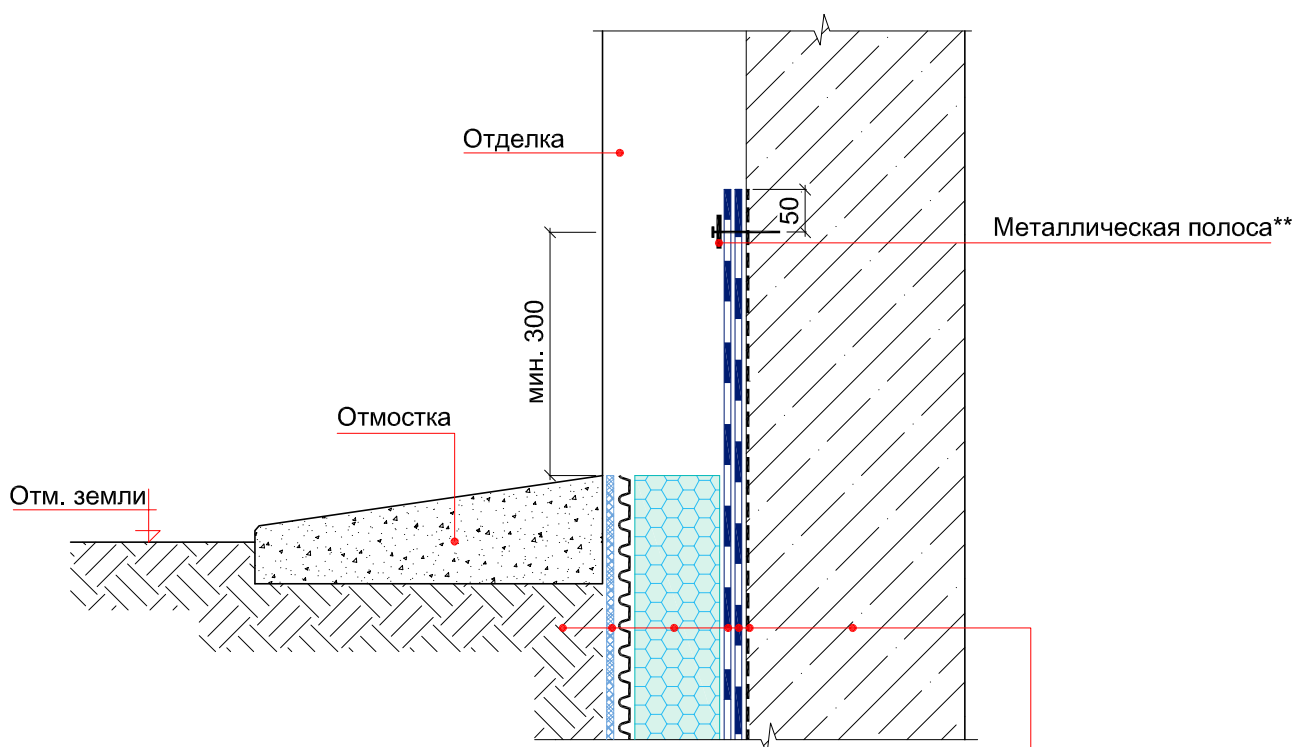 Отделка
50
Металлическая полоса**
мин. 300
Отмостка
Отм. земли